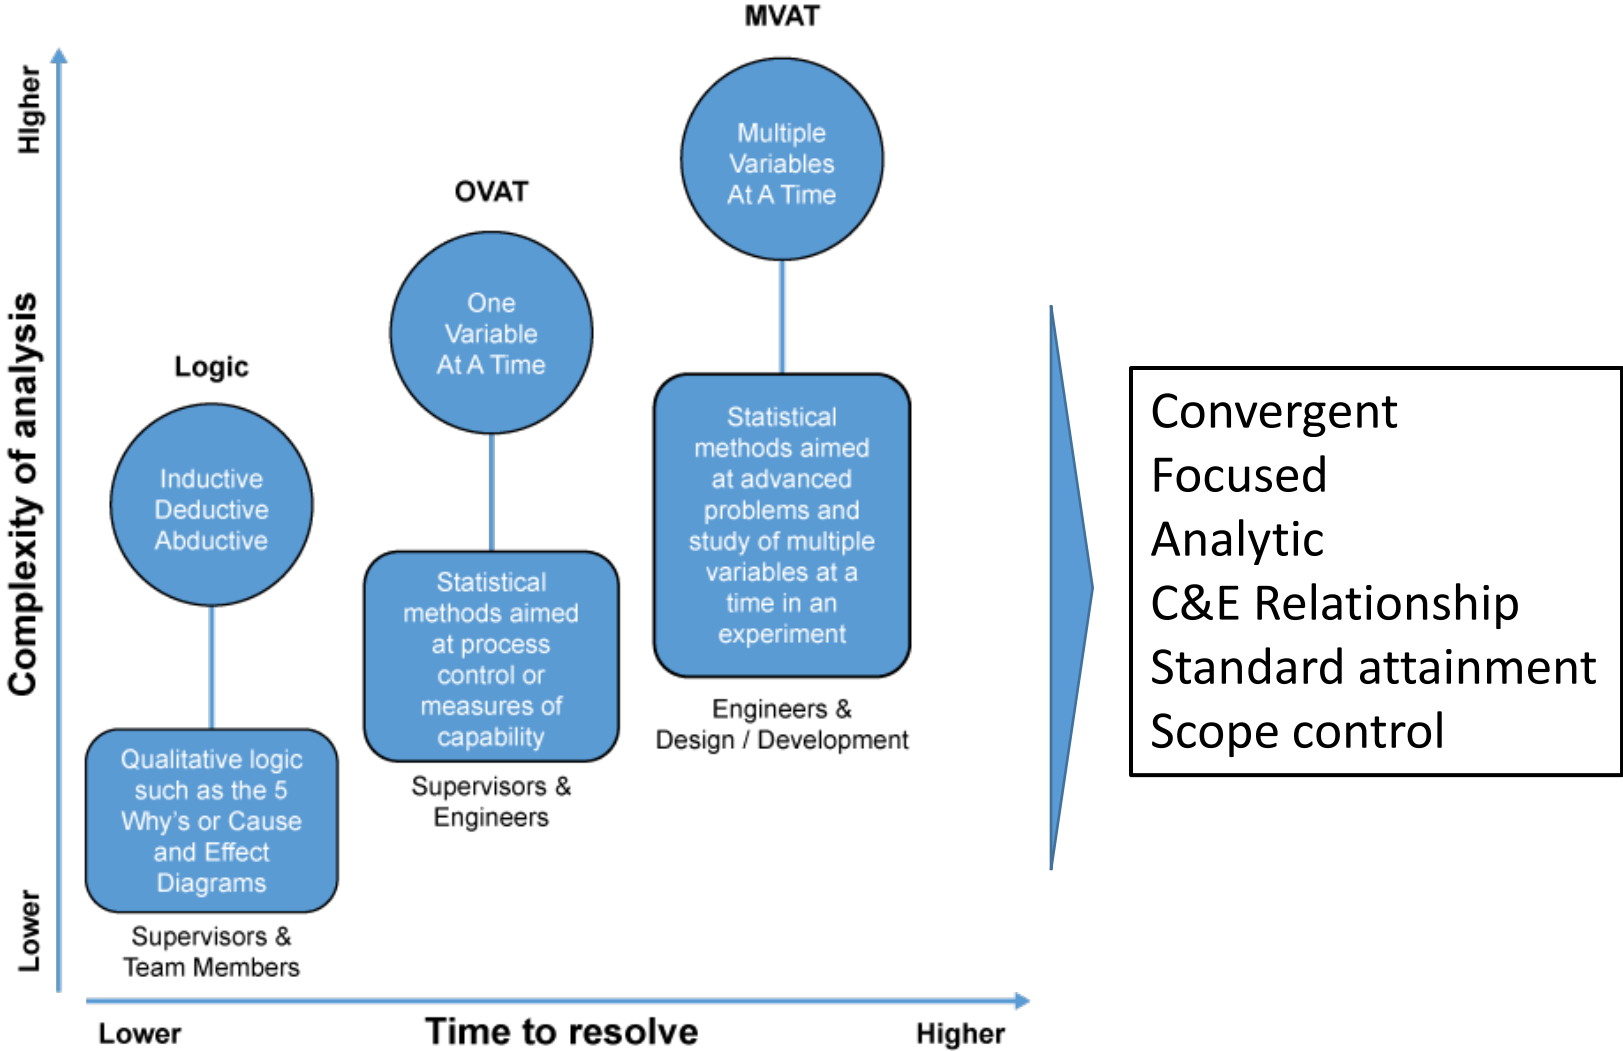 MVAT
Multiple
Variables
At A Time
Statistical
methods aimed
at advanced
problems and
study of multiple
variables at a
time in an
experiment
Engineers &
Design / Development
OVAT
One
Variable
At A Time
Statistical
methods aimed
at process
control or
measures of
capability
Supervisors &
Engineers
Logic
Inductive
Deductive
Abductive
Qualitative logic
such as the 5
Why's or Cause
and Effect
Diagrams
Supervisors &
Team Members
HIgher
Complexity of analysis
Lower
Lower
Time to resolve
Higher
Convergent
Focused
Analytic
C&E Relationship
Standard attainment
Scope control